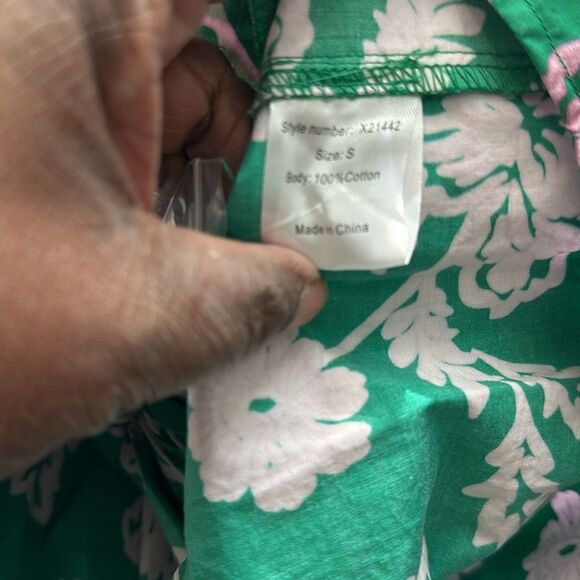 Style number: X21442
Size: S
Body: 100%Cotton
Made in China